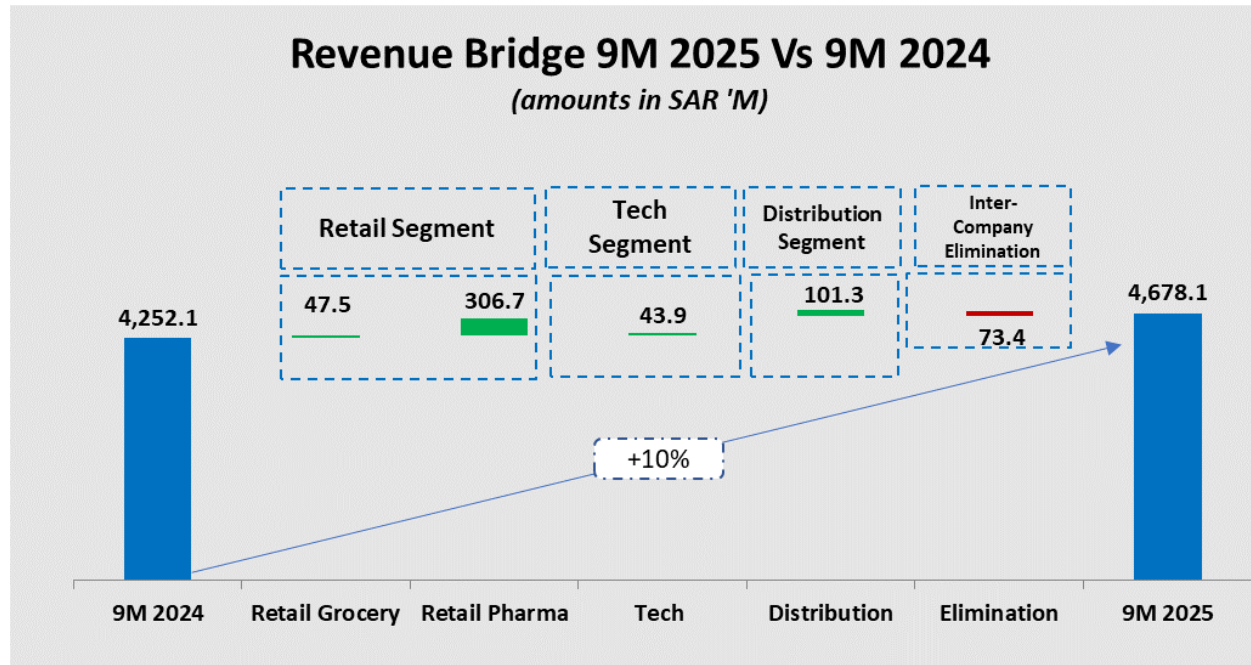 Revenue Bridge 9M 2025 Vs 9M 2024
(amounts in SAR 'M)
Retail Segment
Tech
Segment
Distribution
Segment
Inter-
Company
Elimination
4,252.1
47.5
306.7
43.9
101.3
73.4
4,678.1
+10%
9M 2024
Retail Grocery
Retail Pharma
Tech
Distribution
Elimination
9M 2025